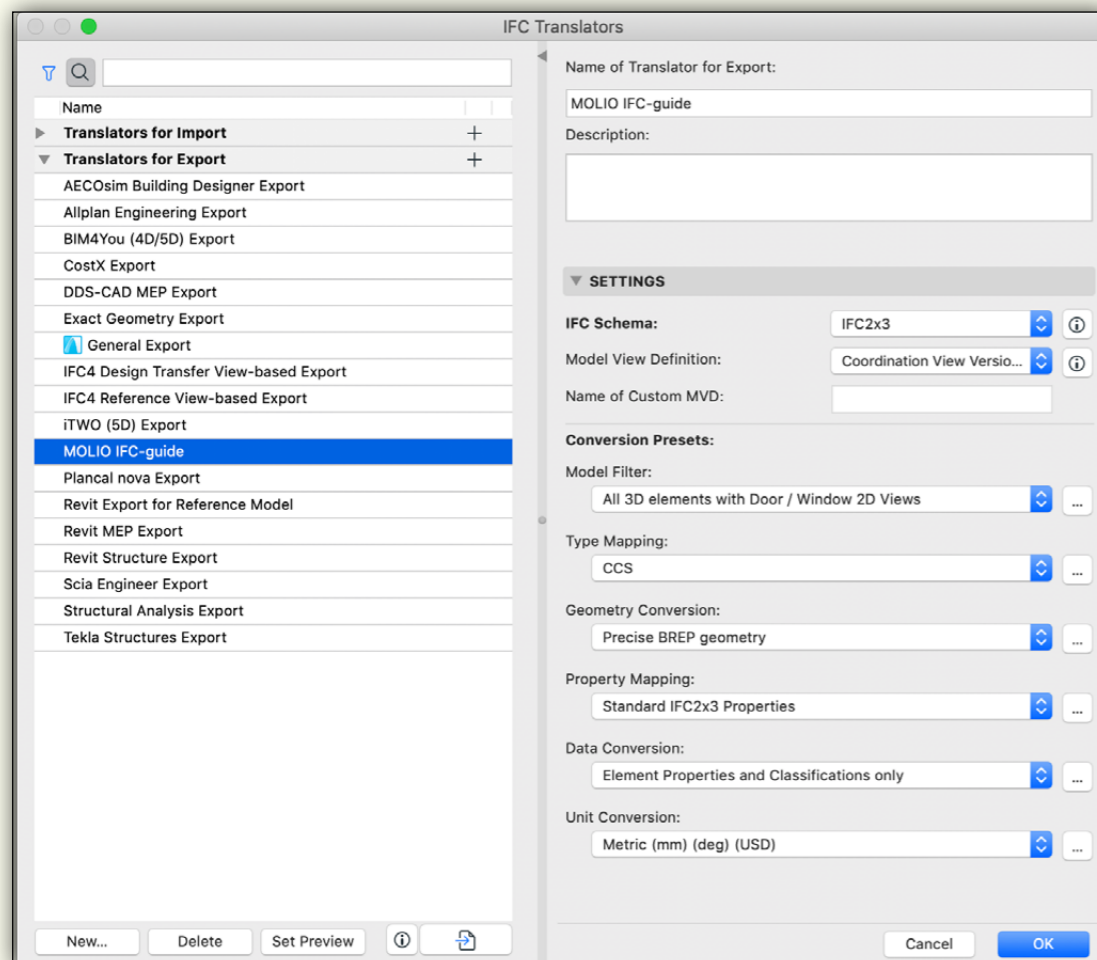 IFC Translators
Name
Translators for Import
Translators for Export
AECOsim Building Designer Export
Allplan Engineering Export
BIM4You (4D/5D) Export
CostX Export
DDS-CAD MEP Export
Exact Geometry Export
General Export
IFC4 Design Transfer View-based Export
IFC4 Reference View-based Export
iTWO (5D) Export
MOLIO IFC-guide
Plancal nova Export
Revit Export for Reference Model
Revit MEP Export
Revit Structure Export
Scia Engineer Export
Structural Analysis Export
Tekla Structures Export
New...
Delete
Set Preview
Name of Translator for Export:
MOLIO IFC-guide
Description:
SETTINGS
IFC Schema:
IFC2x3
Model View Definition:
Coordination View Versio...
Name of Custom MVD:
Conversion Presets:
Model Filter:
All 3D elements with Door / Window 2D Views
...
Type Mapping:
CCS
...
Geometry Conversion:
Precise BREP geometry
...
Property Mapping:
Standard IFC2x3 Properties
...
Data Conversion:
Element Properties and Classifications only
...
Unit Conversion:
Metric (mm) (deg) (USD)
...
Cancel
OK